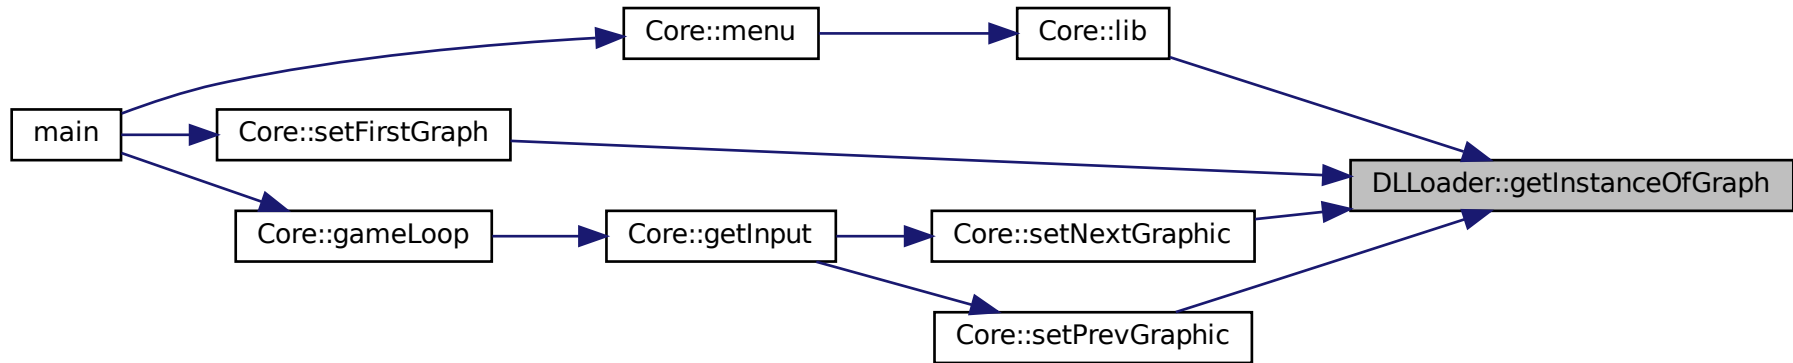 Core::menu
Core::lib
main
Core::setFirstGraph
DLLoader::getInstanceOfGraph
Core::gameLoop
Core::getInput
Core::setNextGraphic
Core::setPrevGraphic